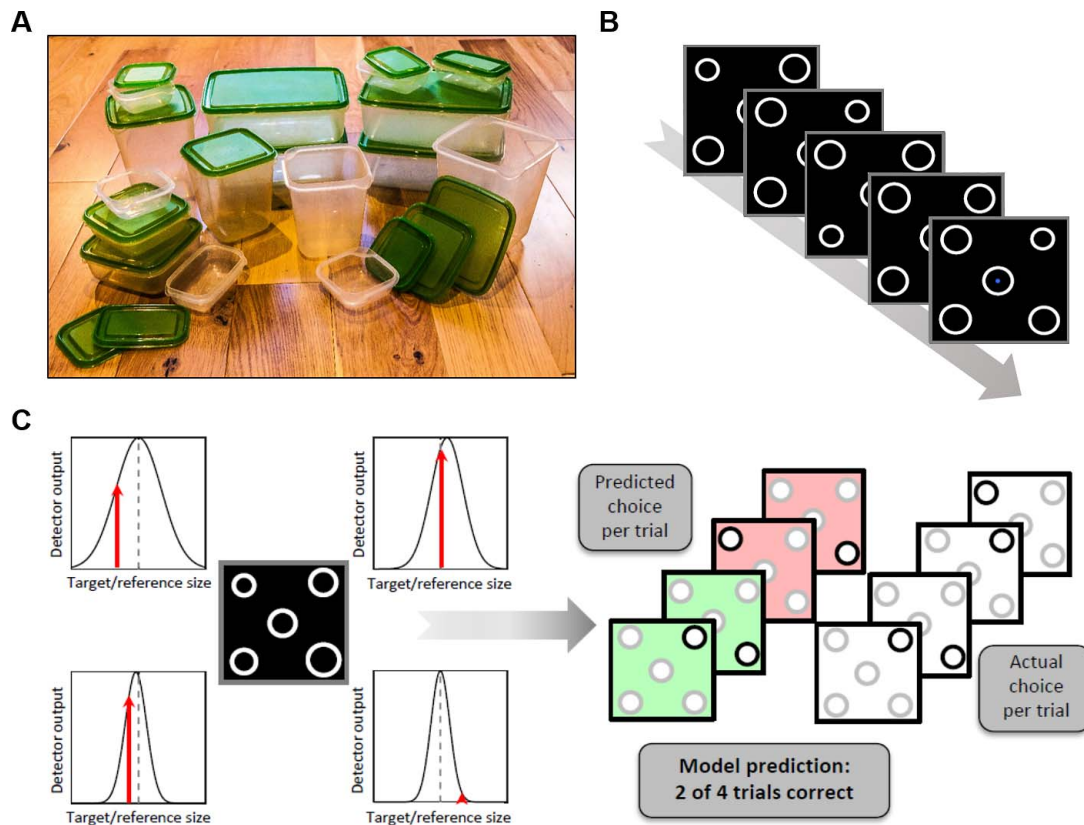 A
B
C
Detector output
Target/reference size
Detector output
Target/reference size
Detector output
Target/reference size
Detector output
Target/reference size
Predicted
choice
per trial
Actual
choice
per trial
Model prediction:
2 of 4 trials correct